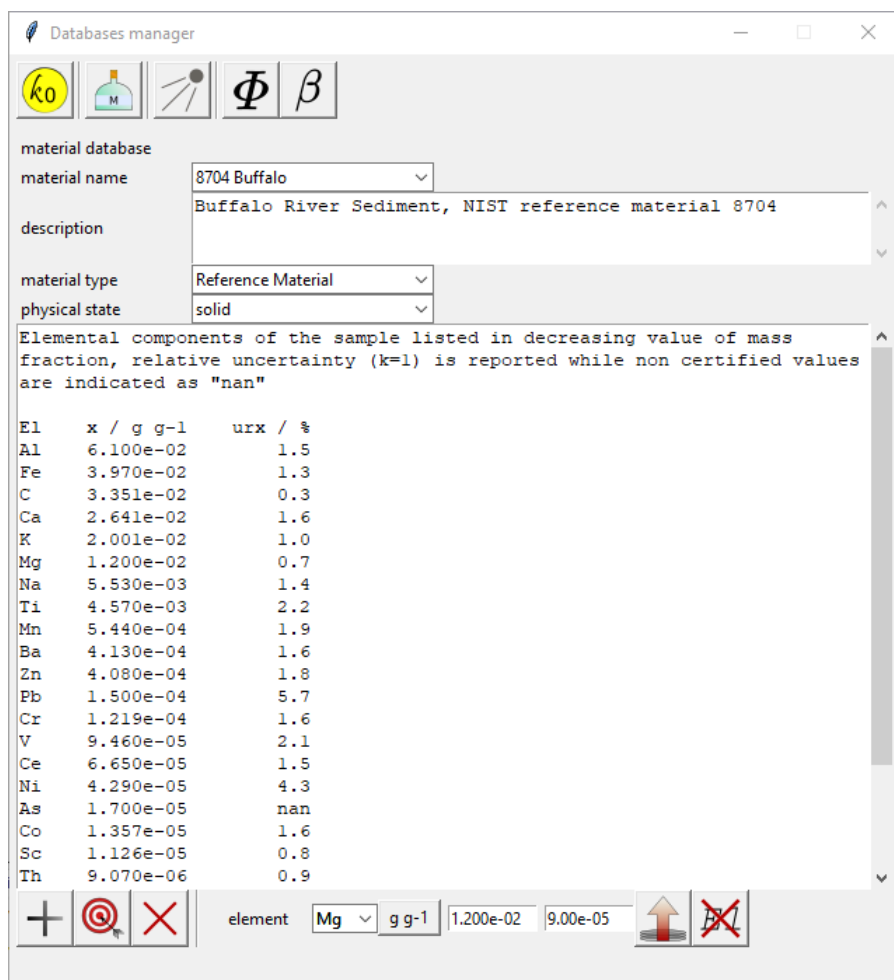 Databases manager
k0 M Φ β
material database
material name 8704 Buffalo
description Buffalo River Sediment, NIST reference material 8704
material type Reference Material
physical state solid
Elemental components of the sample listed in decreasing value of mass
fraction, relative uncertainty (k=1) is reported while non certified values
are indicated as "nan"
El x / g g-1 urx / %
Al 6.100e-02 1.5
Fe 3.970e-02 1.3
C 3.351e-02 0.3
Ca 2.641e-02 1.6
K 2.001e-02 1.0
Mg 1.200e-02 0.7
Na 5.530e-03 1.4
Ti 4.570e-03 2.2
Mn 5.440e-04 1.9
Ba 4.130e-04 1.6
Zn 4.080e-04 1.8
Pb 1.500e-04 5.7
Cr 1.219e-04 1.6
V 9.460e-05 2.1
Ce 6.650e-05 1.5
Ni 4.290e-05 4.3
As 1.700e-05 nan
Co 1.357e-05 1.6
Sc 1.126e-05 0.8
Th 9.070e-06 0.9
element Mg g g-1 1.200e-02 9.00e-05 El